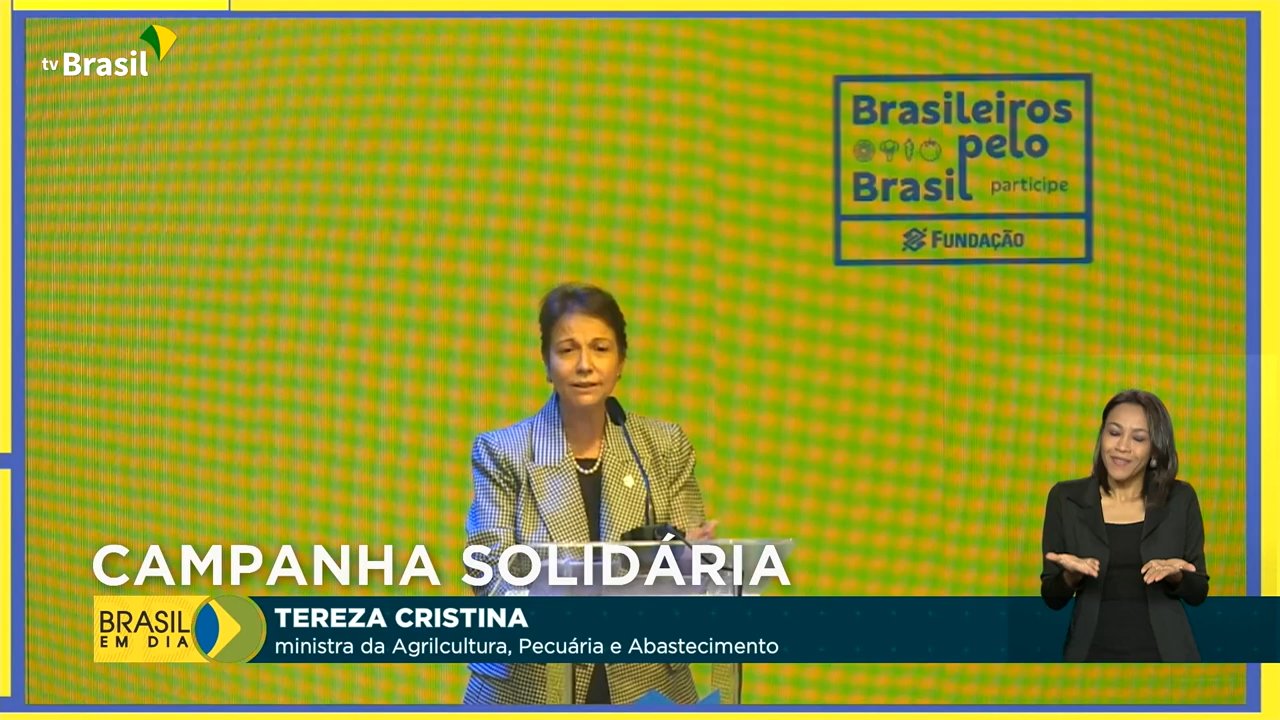 tv Brasil
Brasileiros
pelo
Brasil participe
FUNDAÇÃO
CAMPANHA SOLIDÁRIA
BRASIL
EM DIA
TEREZA CRISTINA
ministra da Agrilcultura, Pecuária e Abastecimento